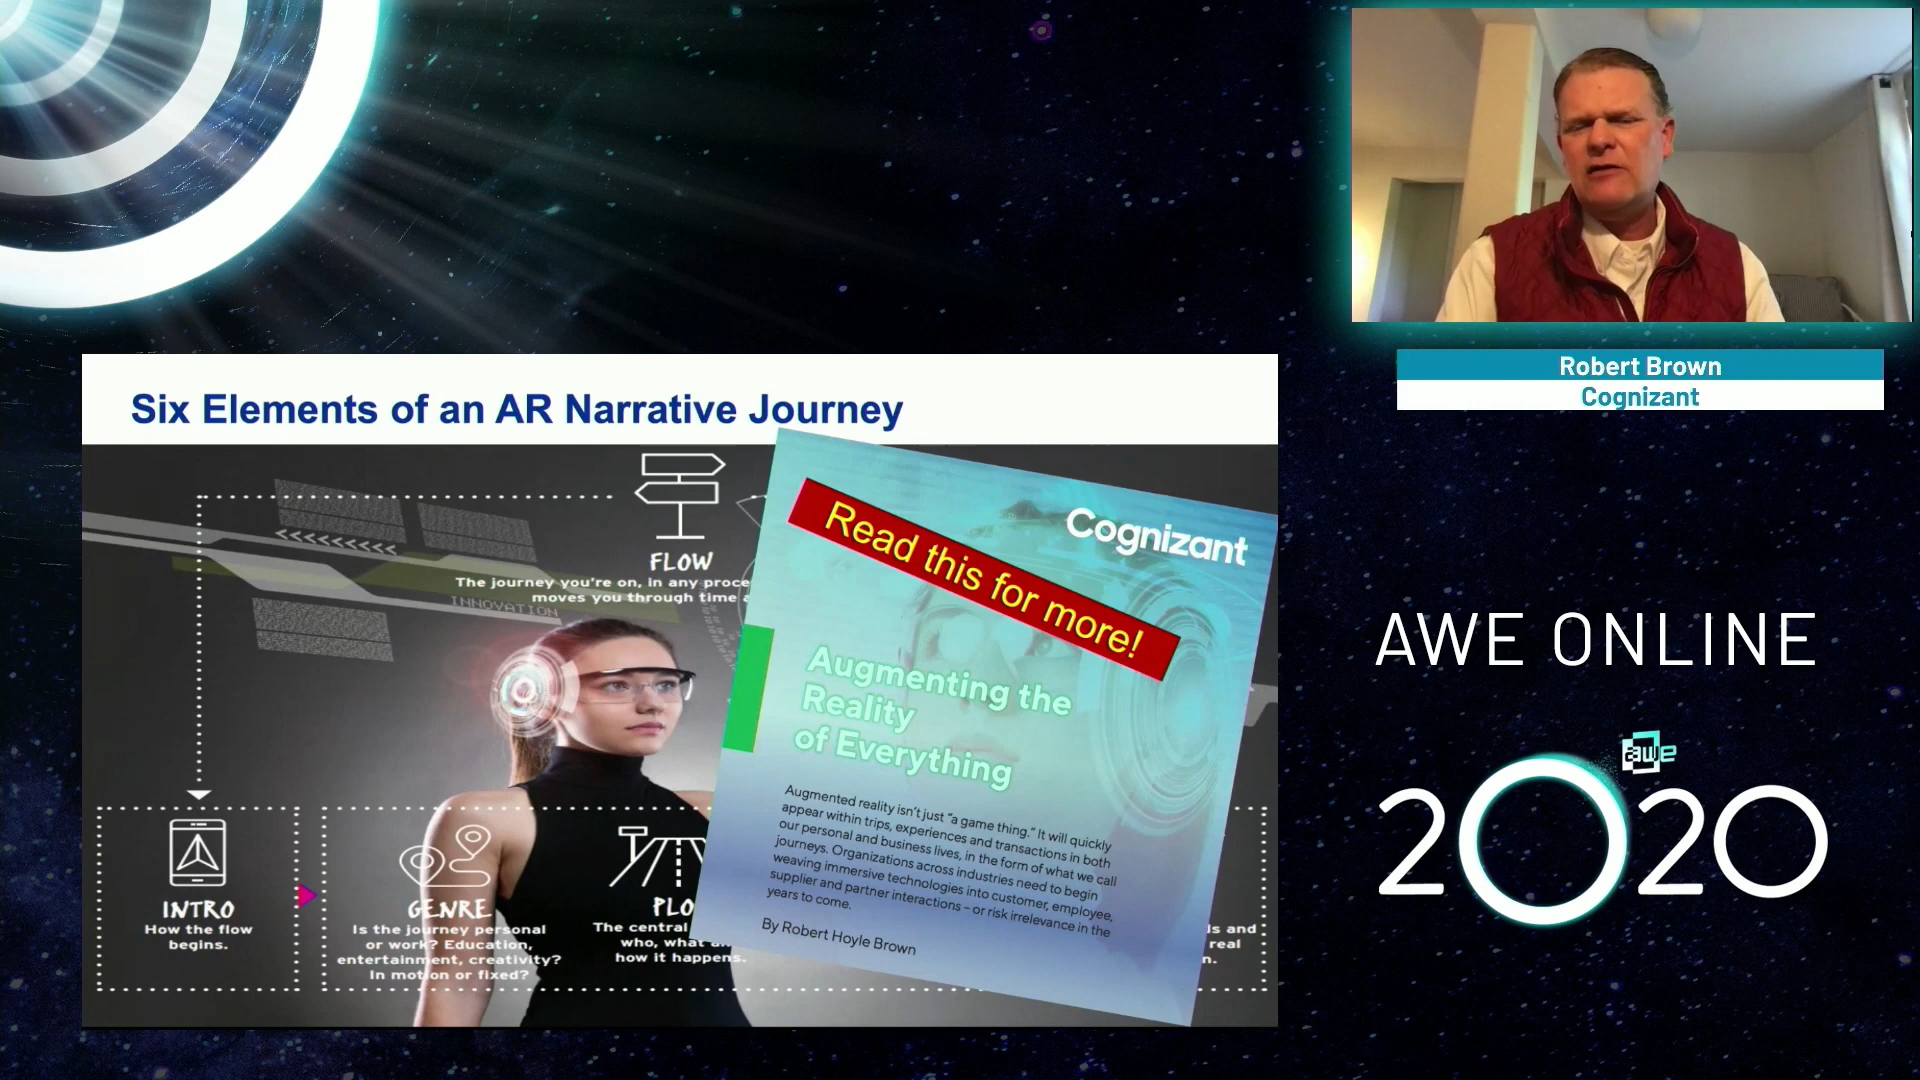 Robert Brown
Cognizant
Six Elements of an AR Narrative Journey
FLOW
The journey you're on, in any proce
moves you through time a
INNOVATION
INTRO
How the flow
begins.
GENRE
Is the journey personal
or work? Education,
entertainment, creativity?
In motion or fixed?
PLO
The central
who, what an
how it happens.
ls and
real
n.
Cognizant
Read this for more!
Augmenting the
Reality
of Everything
Augmented reality isn't just "a game thing." It will quickly
appear within trips, experiences and transactions in both
our personal and business lives, in the form of what we call
journeys. Organizations across industries need to begin
weaving immersive technologies into customer, employee,
supplier and partner interactions – or risk irrelevance in the
years to come.
By Robert Hoyle Brown
AWE ONLINE
awe
2020